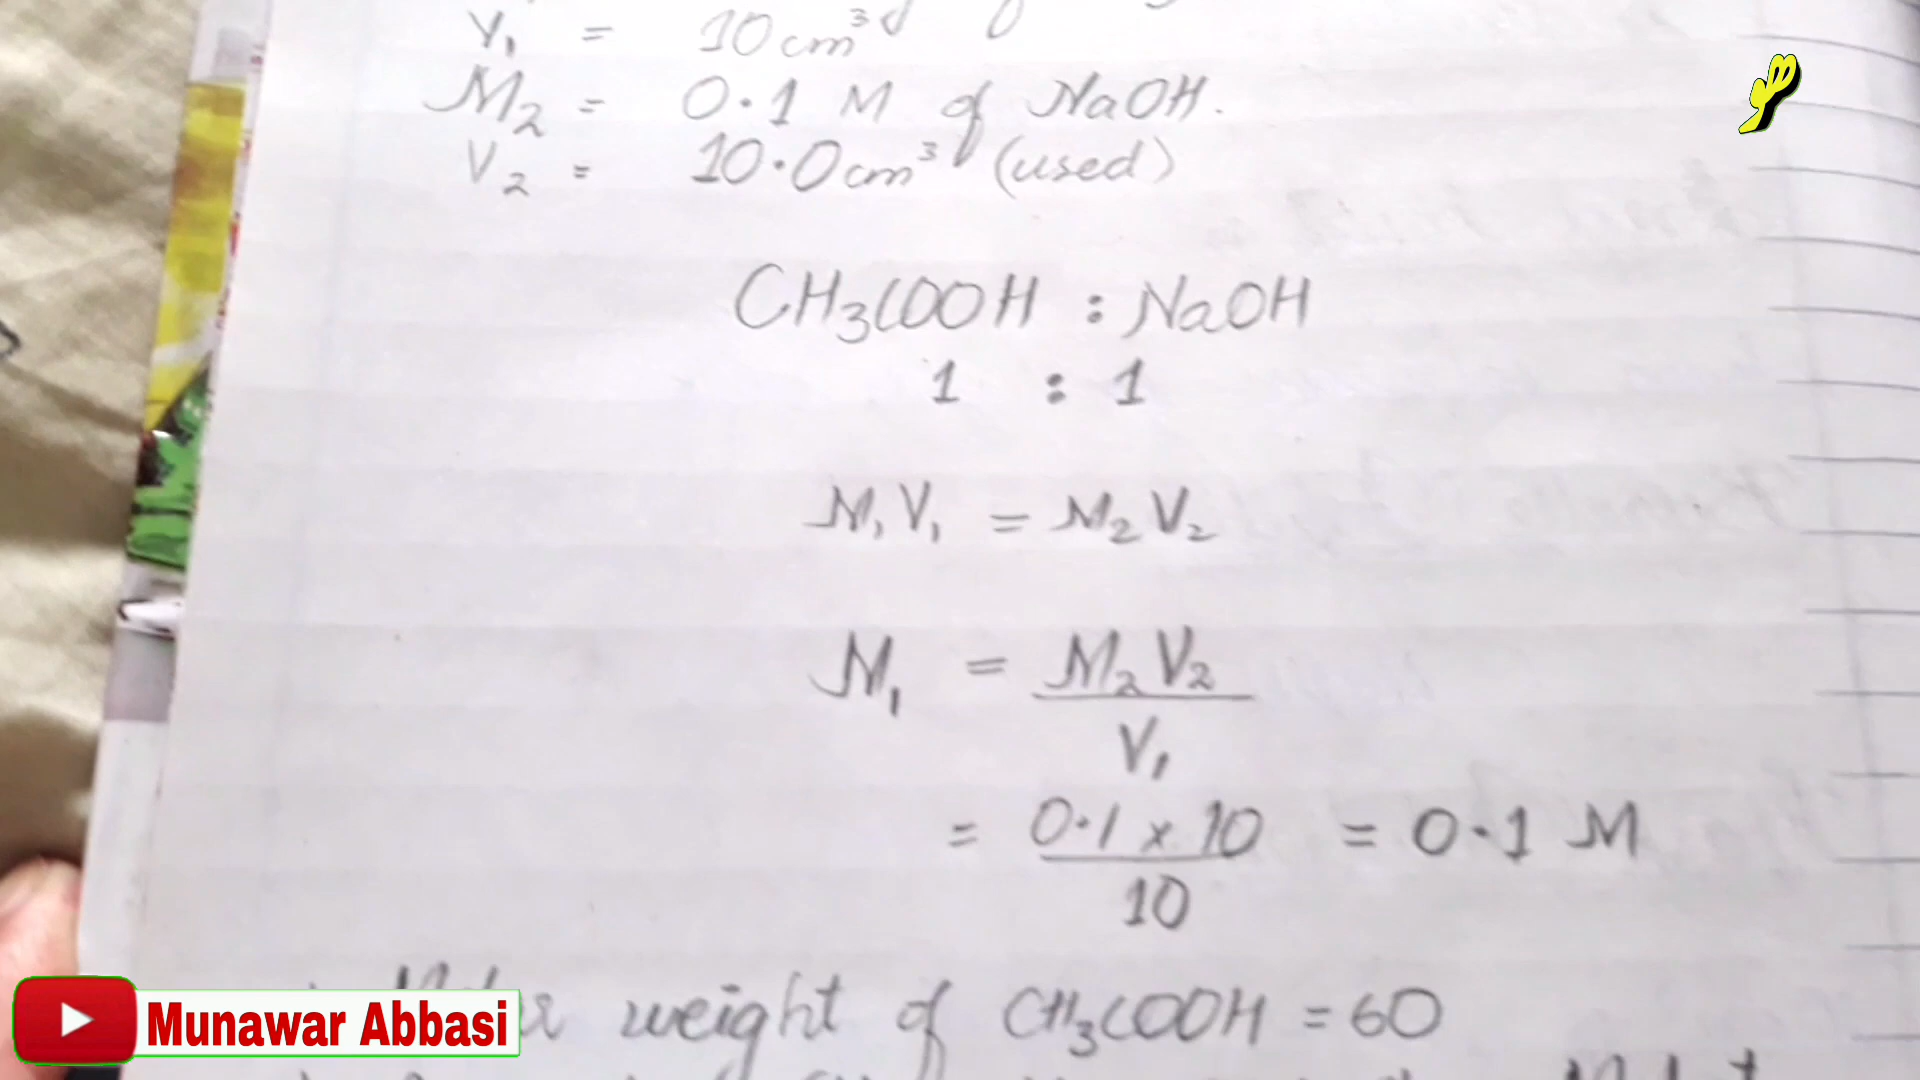 V₁ = 10 cm³
M₂ = 0.1 M of NaOH.
V₂ = 10.0 cm³ (used)
CH₃COOH : NaOH
1 : 1
M₁V₁ = M₂V₂
M₁ = M₂V₂
V₁
= 0.1 x 10 = 0.1 M
10
weight of CH₃COOH = 60
Munawar Abbasi